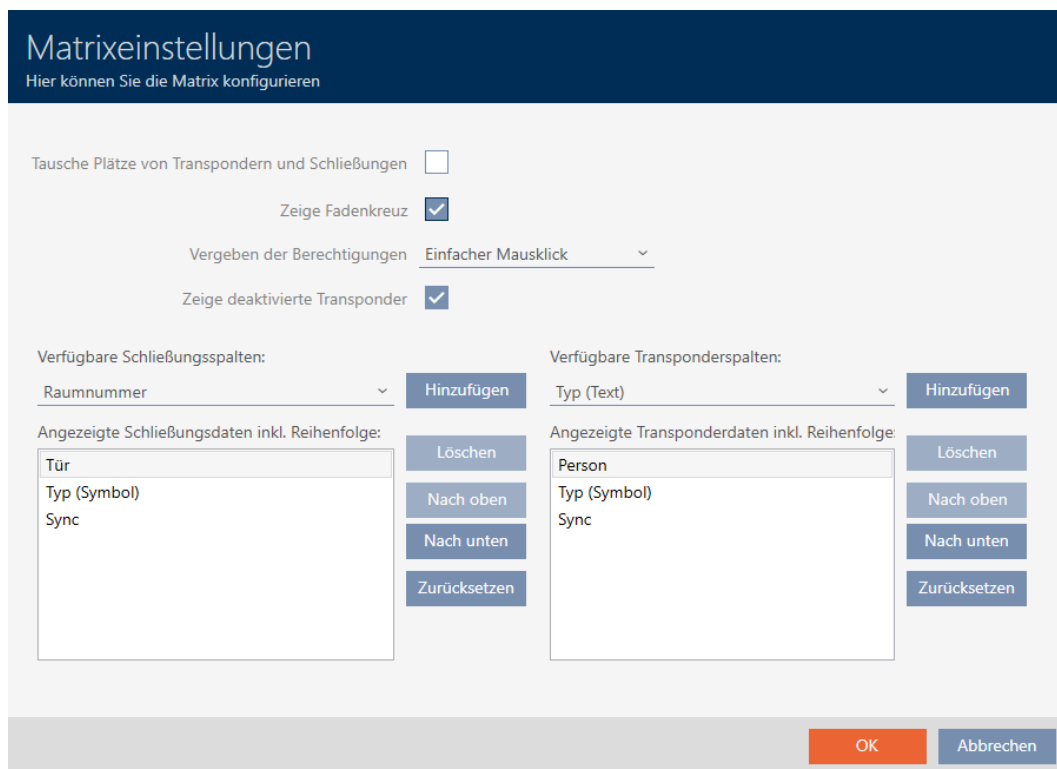 Matrixeinstellungen
Hier können Sie die Matrix konfigurieren
Tausche Plätze von Transpondern und Schließungen
Zeige Fadenkreuz
Vergeben der Berechtigungen Einfacher Mausklick
Zeige deaktivierte Transponder
Verfügbare Schließungsspalten:
Raumnummer
Hinzufügen
Angezeigte Schließungsdaten inkl. Reihenfolge:
Tür
Typ (Symbol)
Sync
Löschen
Nach oben
Nach unten
Zurücksetzen
Verfügbare Transponderspalten:
Typ (Text)
Hinzufügen
Angezeigte Transponderdaten inkl. Reihenfolge:
Person
Typ (Symbol)
Sync
Löschen
Nach oben
Nach unten
Zurücksetzen
OK
Abbrechen